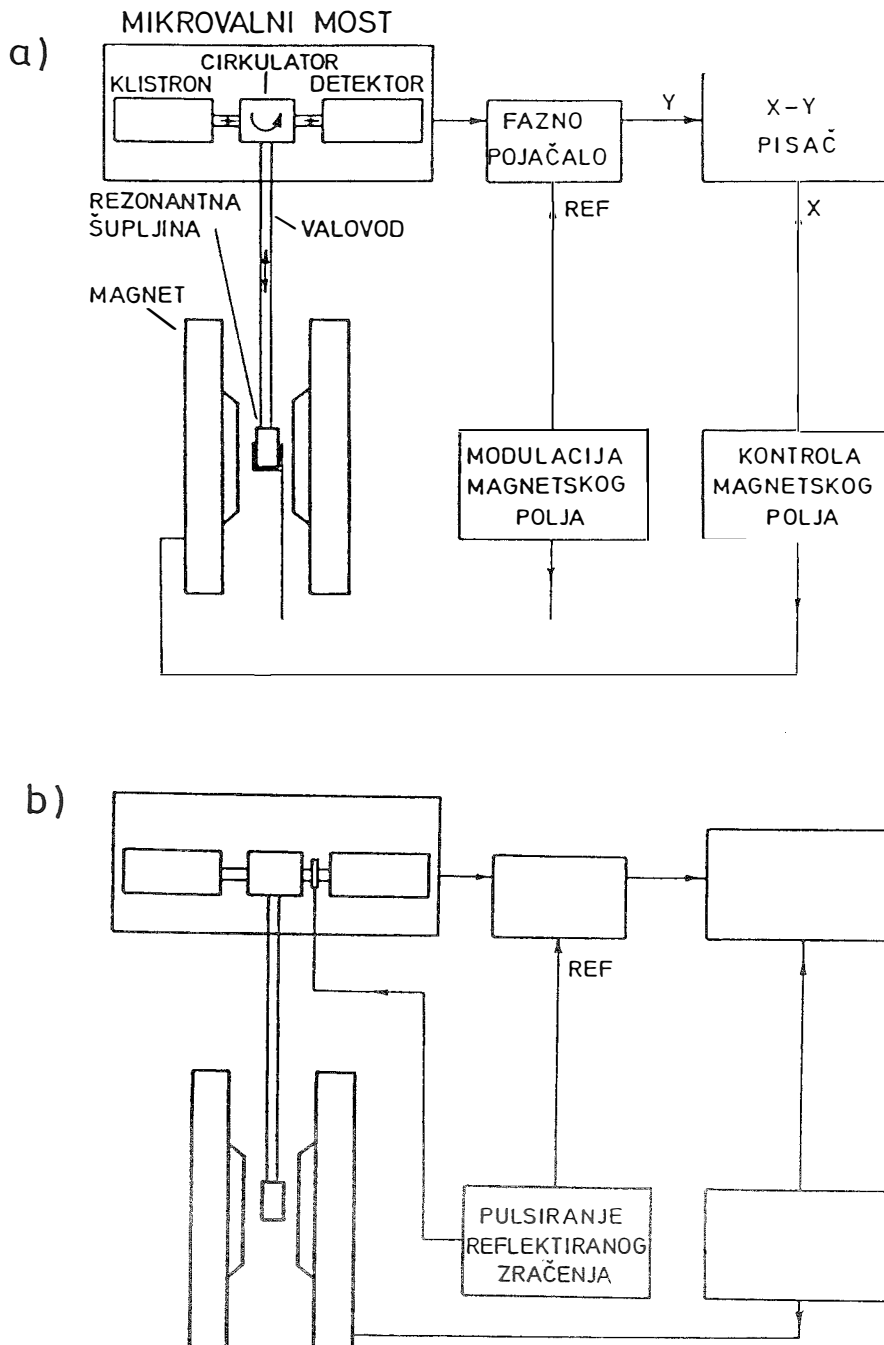 a)
MIKROVALNI MOST
CIRKULATOR
KLISTRON
DETEKTOR
FAZNO
POJAČALO
Y
X-Y
PISAČ
REZONANTNA
ŠUPLJINA
VALOVOD
REF
X
MAGNET
MODULACIJA
MAGNETSKOG
POLJA
KONTROLA
MAGNETSKOG
POLJA
b)
REF
PULSIRANJE
REFLEKTIRANOG
ZRAČENJA